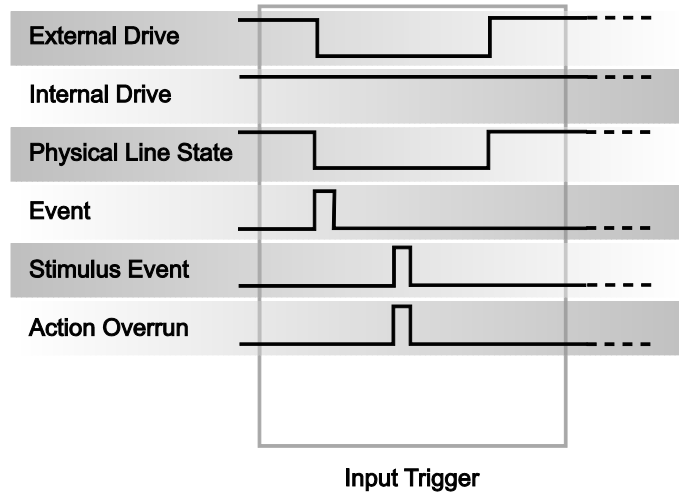 External Drive
Internal Drive
Physical Line State
Event
Stimulus Event
Action Overrun
Input Trigger